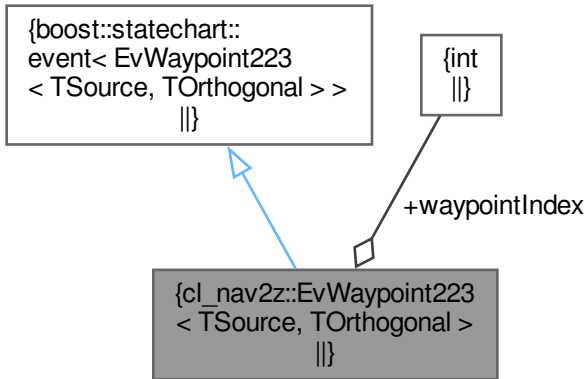 {boost::statechart::
event< EvWaypoint223
< TSource, TOrthogonal > >
||}
{int
||}
+waypointIndex
{cl_nav2z::EvWaypoint223
< TSource, TOrthogonal >
||}